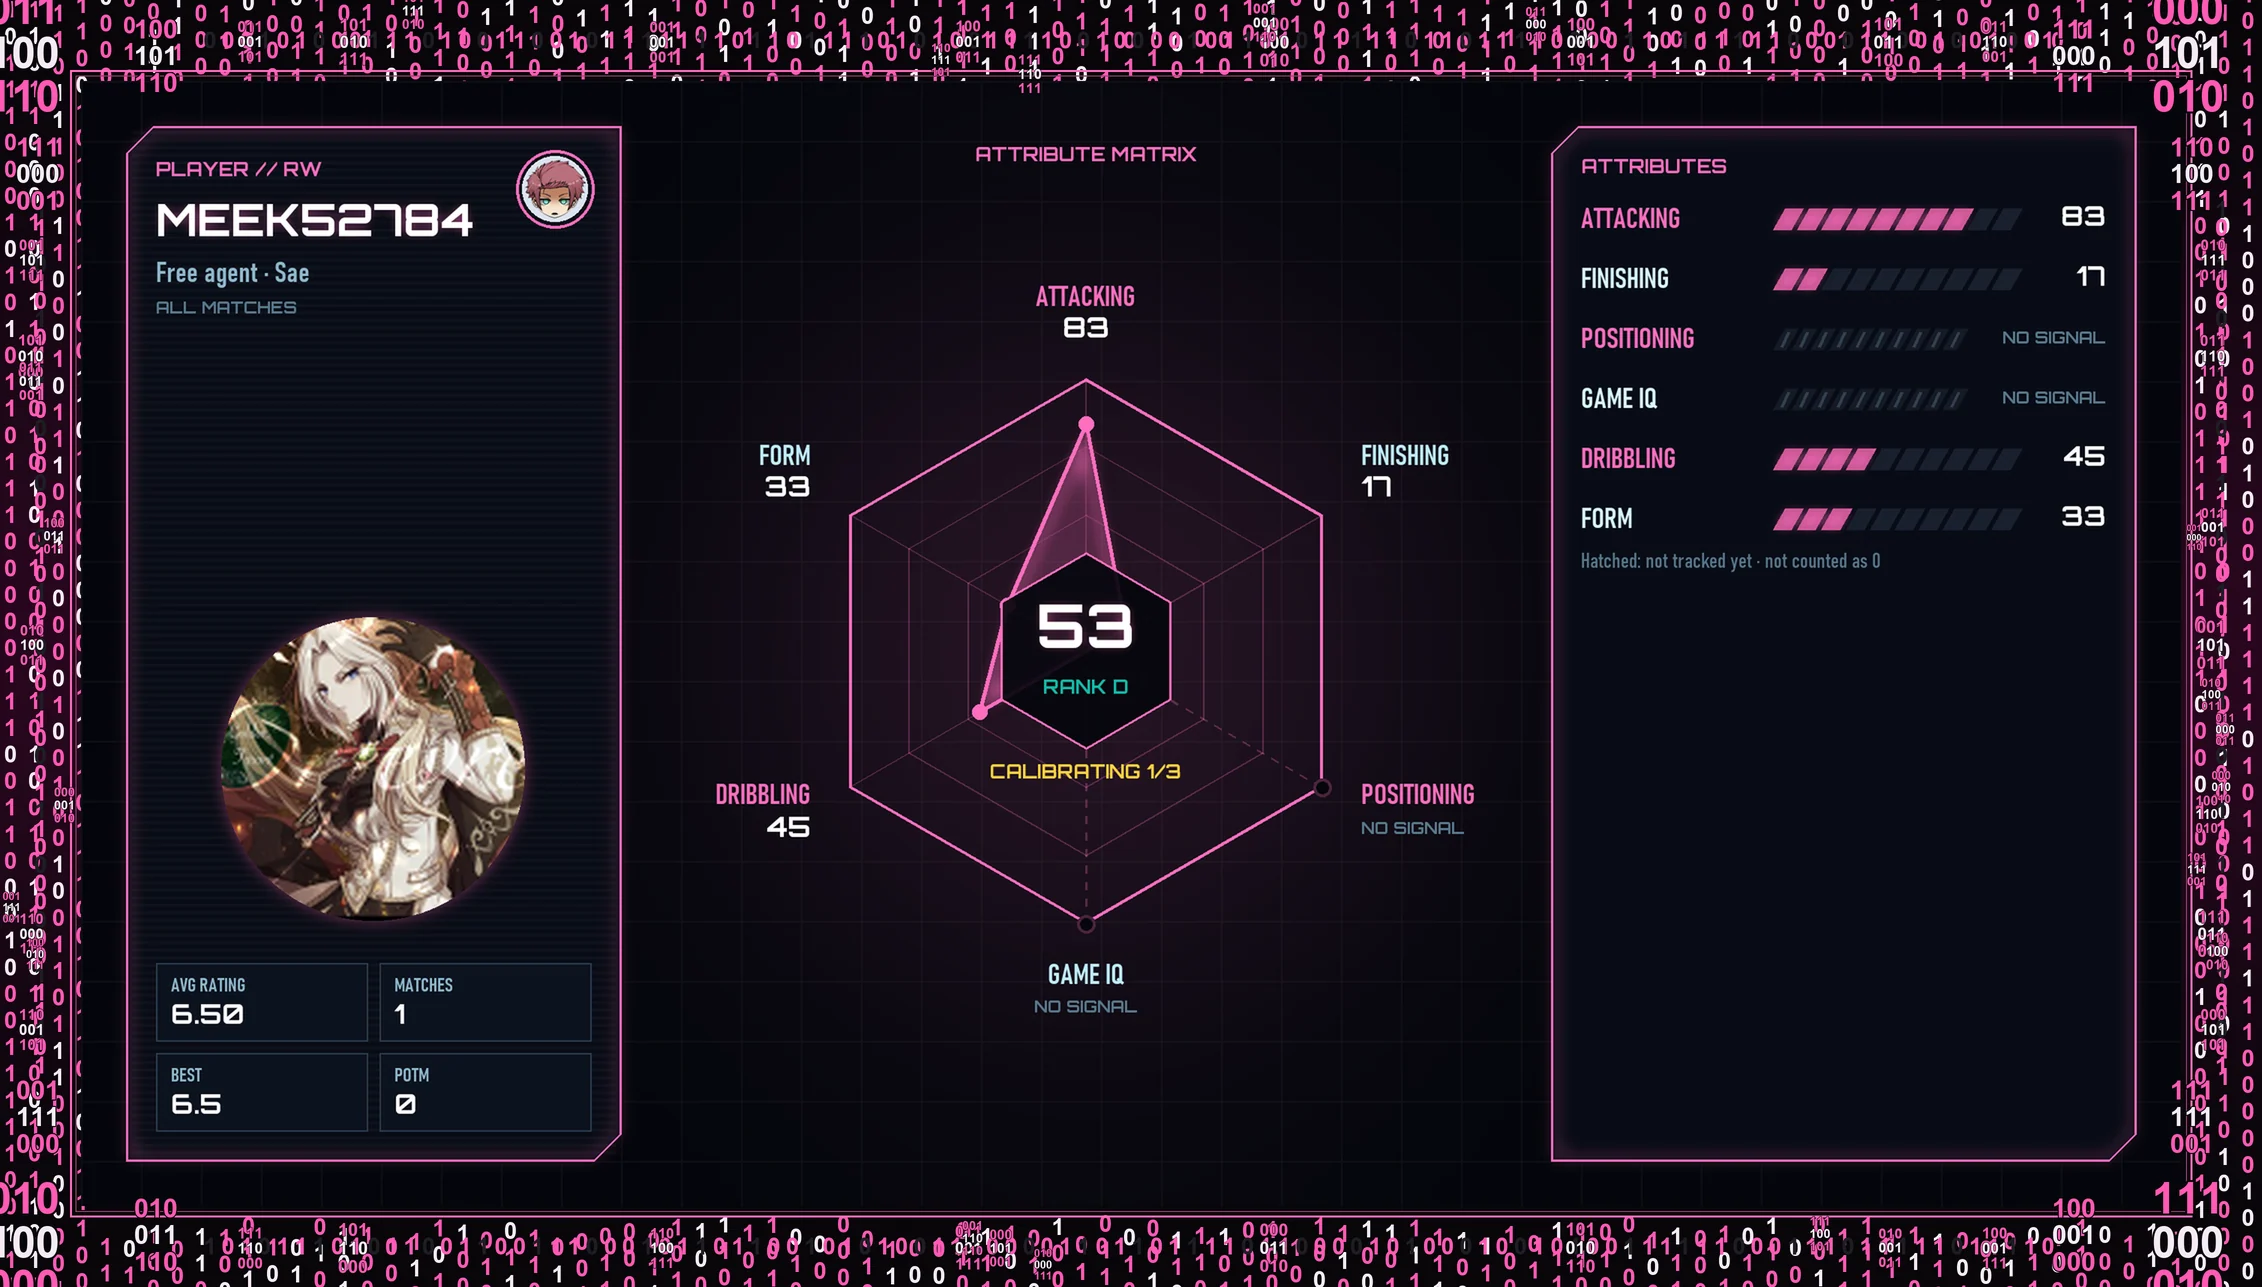 PLAYER // RW
MEEK52784
Free agent · Sae
ALL MATCHES
AVG RATING
6.50
MATCHES
1
BEST
6.5
POTM
0
ATTRIBUTE MATRIX
ATTACKING
83
FORM
33
FINISHING
17
53
RANK D
CALIBRATING 1/3
DRIBBLING
45
POSITIONING
NO SIGNAL
GAME IQ
NO SIGNAL
ATTRIBUTES
ATTACKING 83
FINISHING 17
POSITIONING NO SIGNAL
GAME IQ NO SIGNAL
DRIBBLING 45
FORM 33
Hatched: not tracked yet · not counted as 0